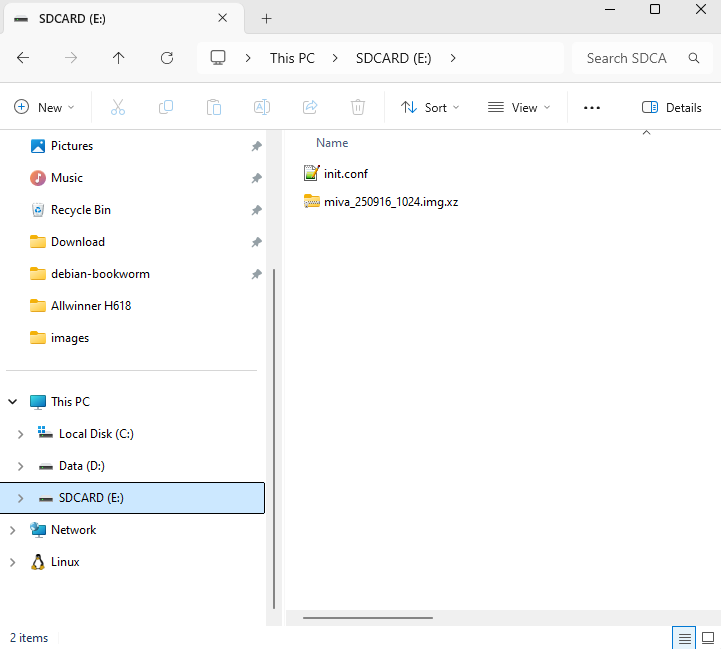 SDCARD (E:)
This PC
SDCARD (E:)
Search SDCA
New
Sort
View
Details
Pictures
Music
Recycle Bin
Download
debian-bookworm
Allwinner H618
images
This PC
Local Disk (C:)
Data (D:)
SDCARD (E:)
Network
Linux
Name
init.conf
miva_250916_1024.img.xz
2 items